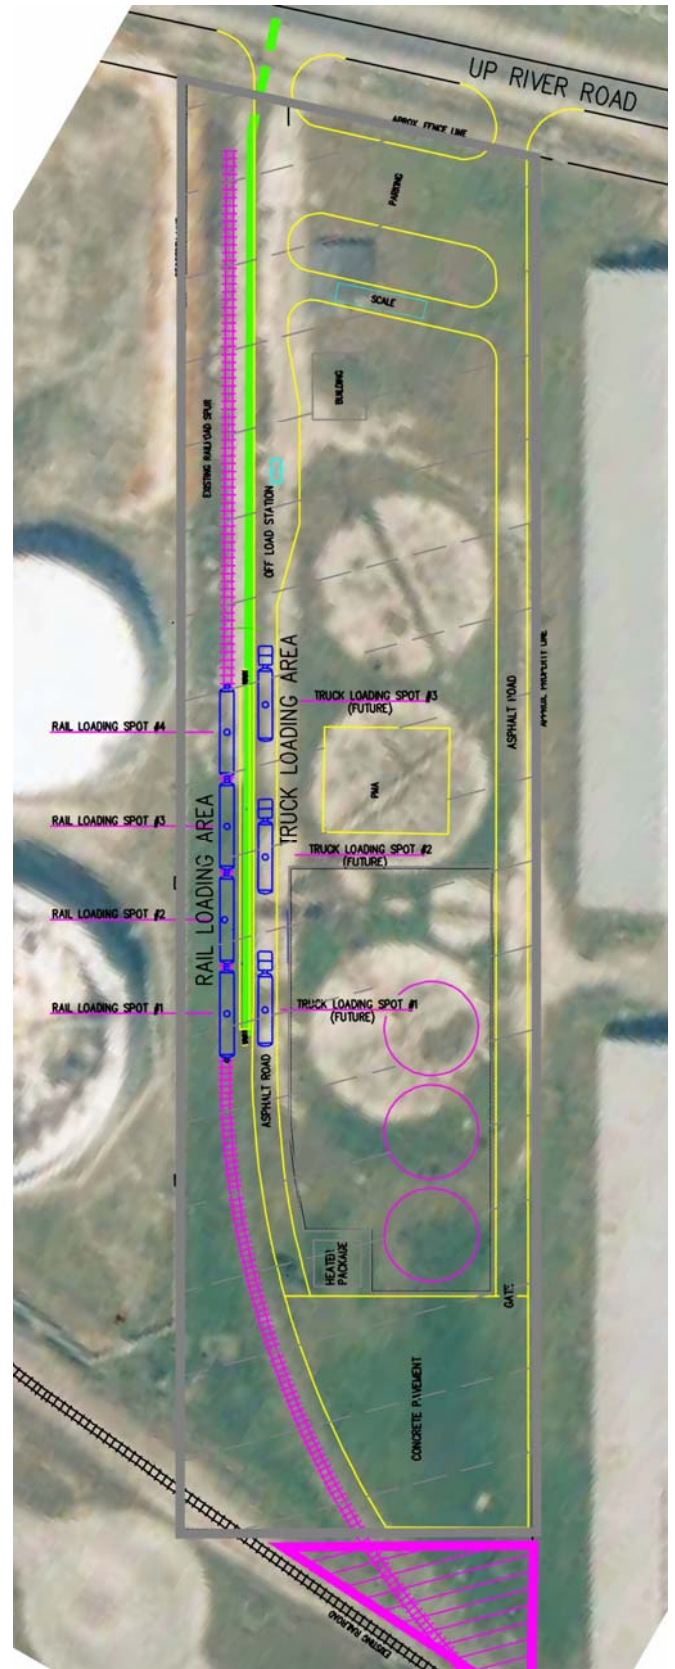 UP RIVER ROAD
APPROX. FENCE LINE
PARKING
SCALE
BUILDING
EXISTING RAILROAD SPUR
OFF LOAD STATION
TRUCK LOADING AREA
TRUCK LOADING SPOT #3
(FUTURE)
ASPHALT ROAD
RAIL LOADING SPOT #4
PMA
RAIL LOADING SPOT #3
RAIL LOADING AREA
TRUCK LOADING SPOT #2
(FUTURE)
RAIL LOADING SPOT #2
RAIL LOADING SPOT #1
TRUCK LOADING SPOT #1
(FUTURE)
ASPHALT ROAD
PACKAGE
CONCRETE PAVEMENT
EXISTING RAILROAD